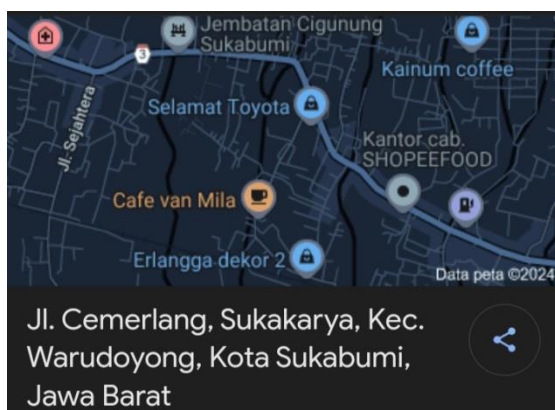 Jembatan Cigunung
Sukabumi
3
Kainum coffee
Selamat Toyota
Jl. Sejahtera
Kantor cab.
SHOPEEFOOD
Cafe van Mila
Erlangga dekor 2
Data peta ©2024
Jl. Cemerlang, Sukakarya, Kec.
Warudoyong, Kota Sukabumi,
Jawa Barat